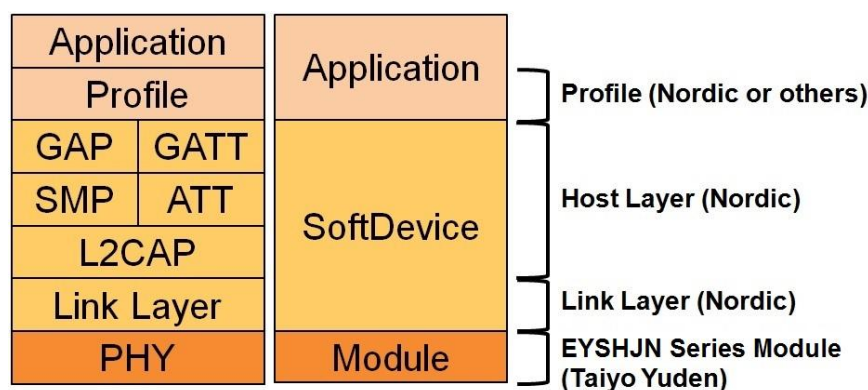 Application
Profile
GAP GATT
SMP ATT
L2CAP
Link Layer
PHY
Application
SoftDevice
Module
Profile (Nordic or others)
Host Layer (Nordic)
Link Layer (Nordic)
EYSHJN Series Module
(Taiyo Yuden)